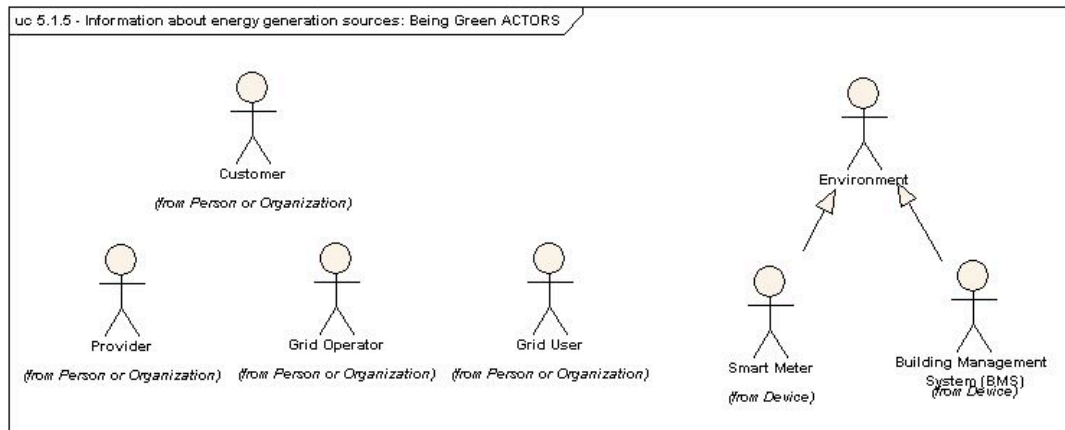 uc 5.1.5 - Information about energy generation sources: Being Green ACTORS
Customer
(from Person or Organization)
Environment
Provider
(from Person or Organization)
Grid Operator
(from Person or Organization)
Grid User
(from Person or Organization)
Smart Meter
(from Device)
Building Management
System (BMS)
(from Device)